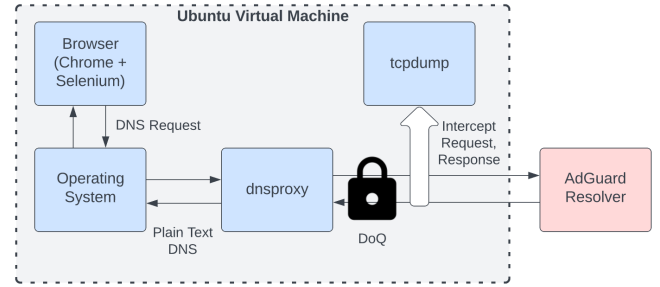 Ubuntu Virtual Machine
Browser
(Chrome +
Selenium)
tcpdump
DNS Request
Intercept
Request,
Response
Operating
System
dnsproxy
AdGuard
Resolver
Plain Text
DNS
DoQ